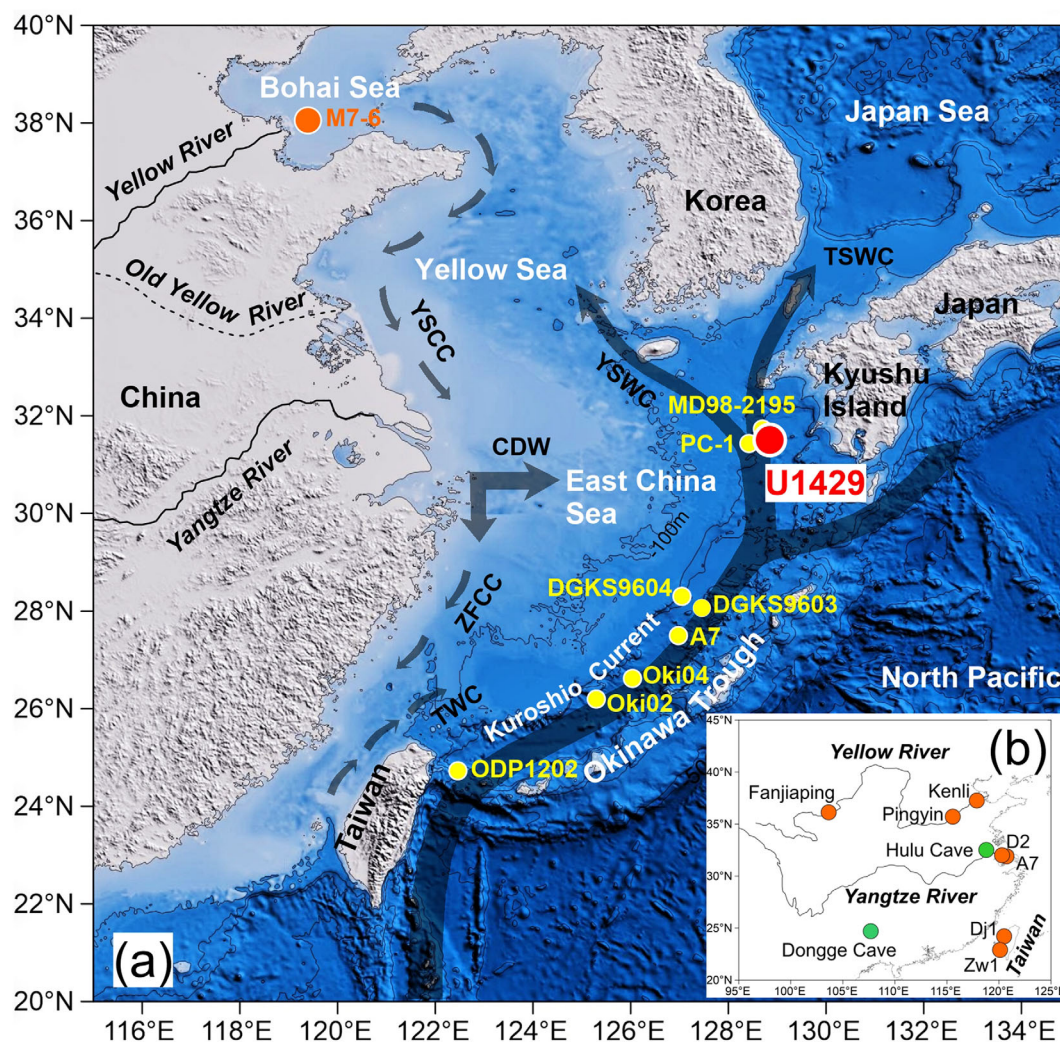 40°N
38°N
36°N
34°N
32°N
30°N
28°N
26°N
24°N
22°N
20°N
116°E
118°E
120°E
122°E
124°E
126°E
128°E
130°E
132°E
134°E
Bohai Sea
M7-6
Yellow River
Old Yellow River
Japan Sea
Korea
TSWC
Yellow Sea
Japan
YSCC
YSWC
Kyushu
Island
China
MD98-2195
PC-1
U1429
CDW
East China
Sea
Yangtze River
100m
ZFCC
DGKS9604
DGKS9603
A7
Oki04
Oki02
Kuroshio Current
Okinawa Trough
North Pacific
TWC
ODP1202
Taiwan
(a)
(b)
45°N
40°N
35°N
30°N
25°N
20°N
95°E
100°E
105°E
110°E
115°E
120°E
125°E
Yellow River
Fanjiaping
Kenli
Pingyin
Hulu Cave
D2
A7
Yangtze River
Dongge Cave
Dj1
Zw1
Taiwan